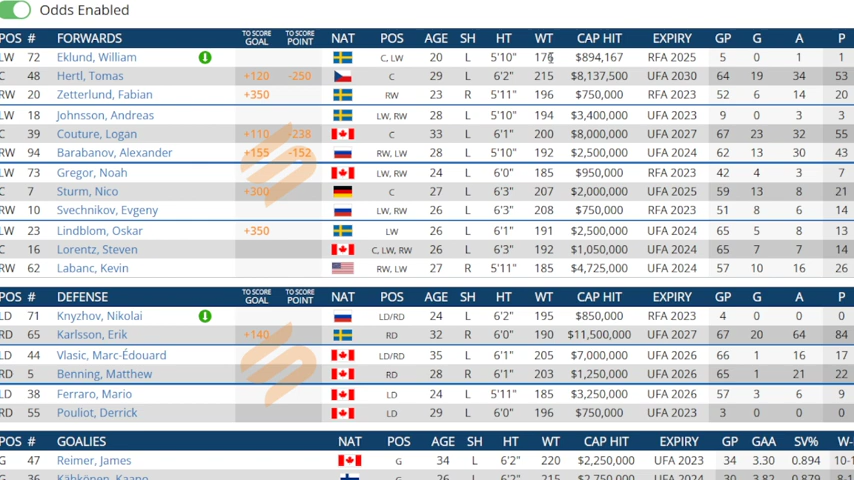 Odds Enabled
POS # FORWARDS TO SCORE GOAL TO SCORE POINT NAT POS AGE SH HT WT CAP HIT EXPIRY GP G A P
LW 72 Eklund, William C, LW 20 L 5'10" 176 $894,167 RFA 2025 5 0 1 1
C 48 Hertl, Tomas +120 -250 C 29 L 6'2" 215 $8,137,500 UFA 2030 64 19 34 53
RW 20 Zetterlund, Fabian +350 RW 23 R 5'11" 196 $750,000 RFA 2023 52 6 14 20
LW 18 Johnsson, Andreas LW, RW 28 L 5'10" 194 $3,400,000 UFA 2023 9 0 3 3
C 39 Couture, Logan +110 -238 C 33 L 6'1" 200 $8,000,000 UFA 2027 67 23 32 55
RW 94 Barabanov, Alexander +155 -152 RW, LW 28 L 5'10" 192 $2,500,000 UFA 2024 62 13 30 43
LW 73 Gregor, Noah LW, RW 24 L 6'0" 185 $950,000 RFA 2023 42 4 3 7
C 7 Sturm, Nico +300 C 27 L 6'3" 207 $2,000,000 UFA 2025 59 13 8 21
RW 10 Svechnikov, Evgeny LW, RW 26 L 6'3" 208 $750,000 RFA 2023 51 8 6 14
LW 23 Lindblom, Oskar +350 LW 26 L 6'1" 191 $2,500,000 UFA 2024 65 5 8 13
C 16 Lorentz, Steven C, LW, RW 26 L 6'3" 192 $1,050,000 UFA 2024 65 7 7 14
RW 62 Labanc, Kevin RW, LW 27 R 5'11" 185 $4,725,000 UFA 2024 57 10 16 26
POS # DEFENSE TO SCORE GOAL TO SCORE POINT NAT POS AGE SH HT WT CAP HIT EXPIRY GP G A P
LD 71 Knyzhov, Nikolai LD/RD 24 L 6'2" 195 $850,000 RFA 2023 4 0 0 0
RD 65 Karlsson, Erik +140 RD 32 R 6'0" 190 $11,500,000 UFA 2027 67 20 64 84
LD 44 Vlasic, Marc-Édouard LD/RD 35 L 6'1" 205 $7,000,000 UFA 2026 66 1 16 17
RD 5 Benning, Matthew RD 28 R 6'1" 203 $1,250,000 UFA 2026 65 1 21 22
LD 38 Ferraro, Mario LD 24 L 5'11" 185 $3,250,000 UFA 2026 57 3 6 9
RD 55 Pouliot, Derrick LD 29 L 6'0" 196 $750,000 UFA 2023 3 0 0 0
POS # GOALIES NAT POS AGE SH HT WT CAP HIT EXPIRY GP GAA SV% W-
G 47 Reimer, James G 34 L 6'2" 220 $2,250,000 UFA 2023 34 3.30 0.894 10-1
G 36 Kähkönen, Kaapo G 26 L 6'2" 215 $2,750,000 UFA 2024 30 3.82 0.879